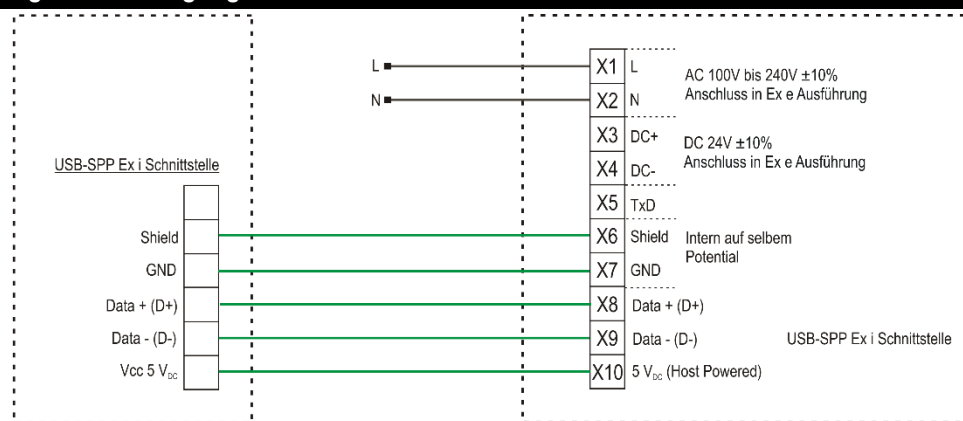 L
N
X1 L
X2 N
AC 100V bis 240V ±10%
Anschluss in Ex e Ausführung
X3 DC+
X4 DC-
DC 24V ±10%
Anschluss in Ex e Ausführung
X5 TxD
X6 Shield
X7 GND
Intern auf selbem
Potential
X8 Data + (D+)
X9 Data - (D-)
X10 5 VDC (Host Powered)
USB-SPP Ex i Schnittstelle
USB-SPP Ex i Schnittstelle
Shield
GND
Data + (D+)
Data - (D-)
Vcc 5 VDC